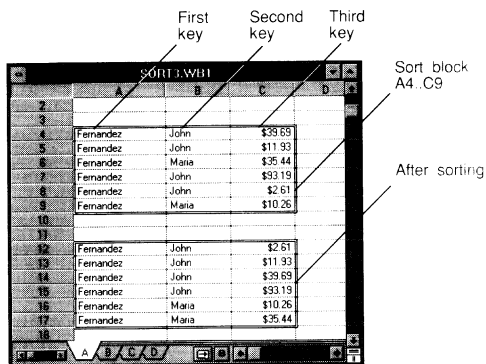 First key
Second key
Third key
SORT3.WB1
A B C D
2
3
4 Fernandez John $39.69
5 Fernandez John $11.93
6 Fernandez Maria $35.44
7 Fernandez John $93.19
8 Fernandez John $2.61
9 Fernandez Maria $10.26
10
11
12 Fernandez John $2.61
13 Fernandez John $11.93
14 Fernandez John $39.69
15 Fernandez John $93.19
16 Fernandez Maria $10.26
17 Fernandez Maria $35.44
18
A B C D
Sort block
A4..C9
After sorting